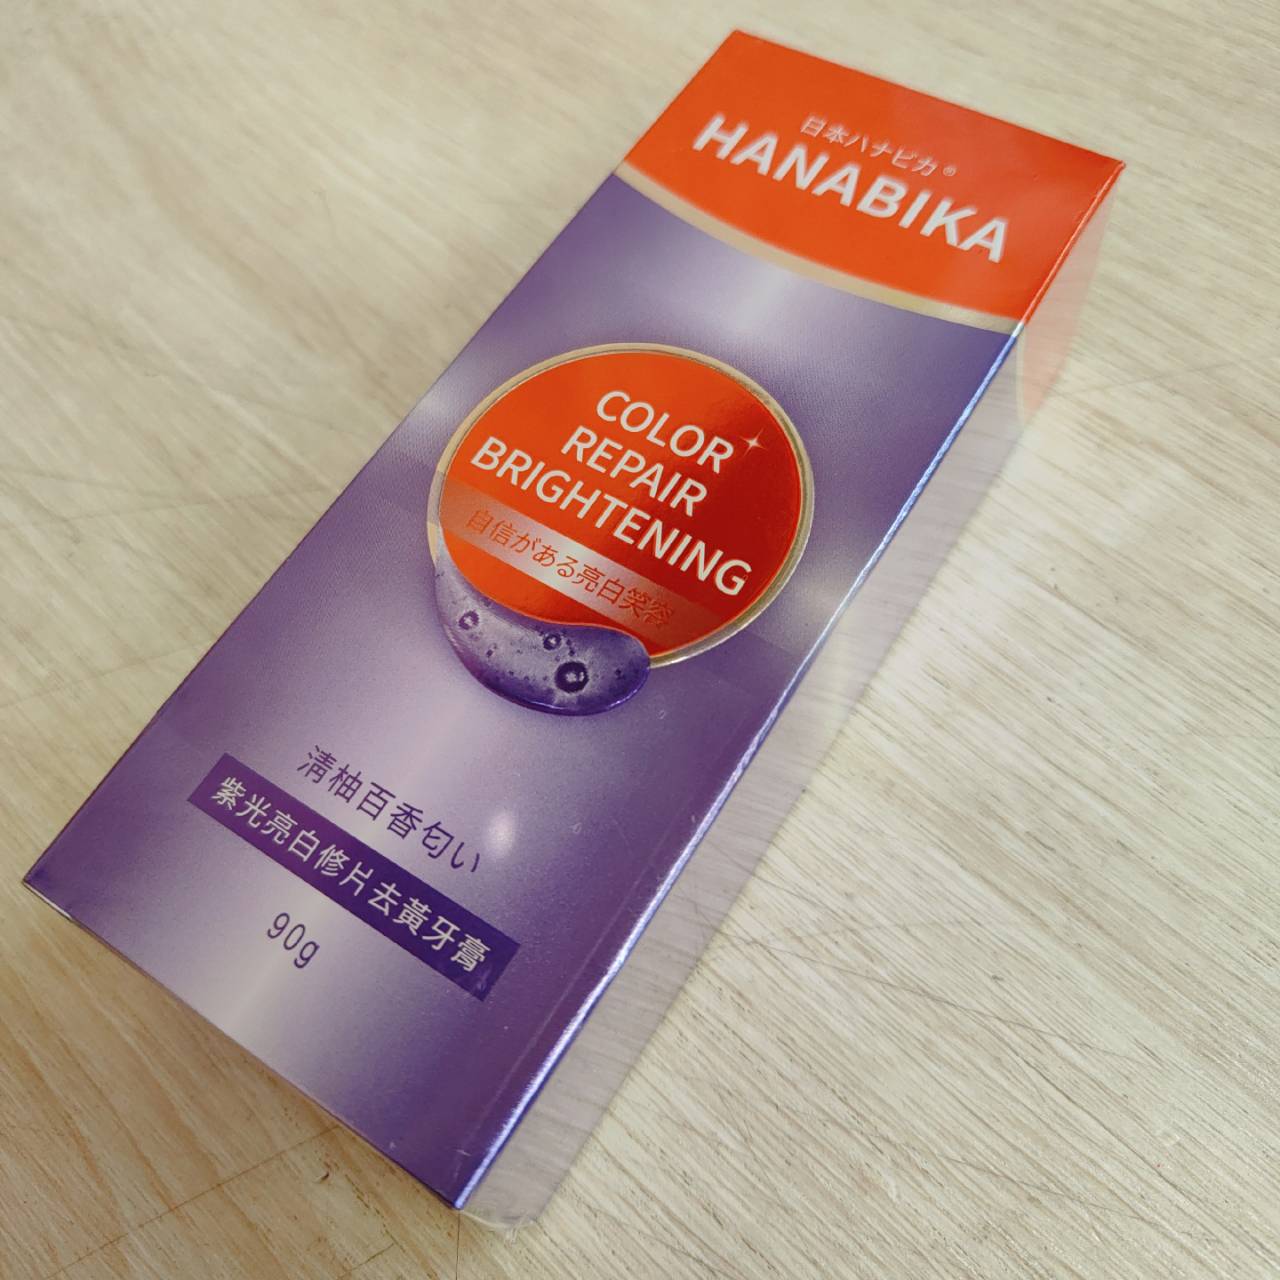 日本ハナビカ®
HANABIKA
COLOR
REPAIR
BRIGHTENING
自信がある亮白笑容
清柚百香匂い
紫光亮白修片去黃牙膏
90g